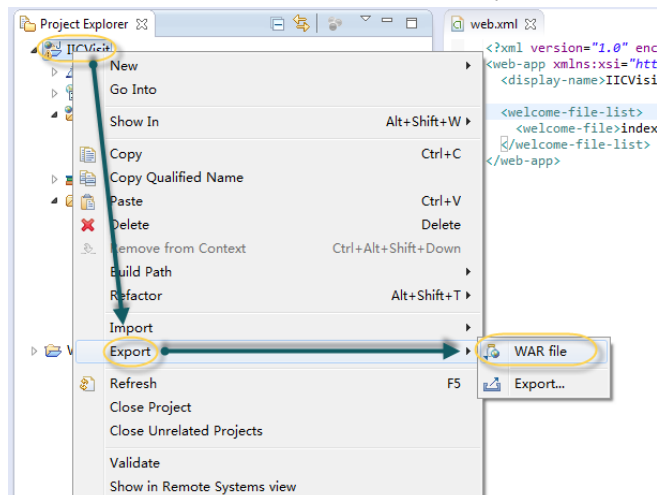 Project Explorer
web.xml
IICVisit
<?xml version="1.0" enc
<web-app xmlns:xsi="htt
<display-name>IICVisi
<welcome-file-list>
<welcome-file>index
</welcome-file-list>
</web-app>
New
Go Into
Show In Alt+Shift+W
Copy Ctrl+C
Copy Qualified Name
Paste Ctrl+V
Delete Delete
Remove from Context Ctrl+Alt+Shift+Down
Build Path
Refactor Alt+Shift+T
Import
Export
WAR file
Export...
Refresh F5
Close Project
Close Unrelated Projects
Validate
Show in Remote Systems view